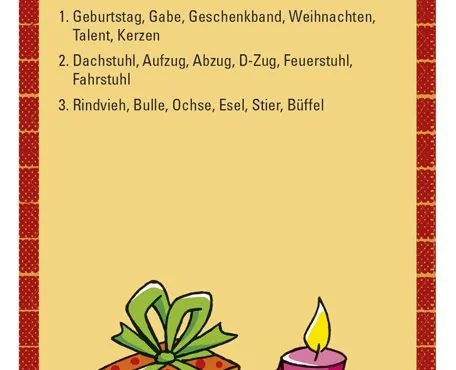 1. Geburtstag, Gabe, Geschenkband, Weihnachten,
Talent, Kerzen
2. Dachstuhl, Aufzug, Abzug, D-Zug, Feuerstuhl,
Fahrstuhl
3. Rindvieh, Bulle, Ochse, Esel, Stier, Büffel